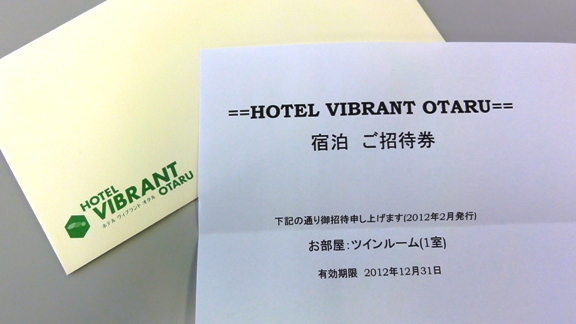 HOTEL
VIBRANT
OTARU
ホテル ヴィブラント オタル
==HOTEL VIBRANT OTARU==
宿泊 ご招待券
下記の通り御招待申し上げます(2012年2月発行)
お部屋:ツインルーム(1室)
有効期限 2012年12月31日